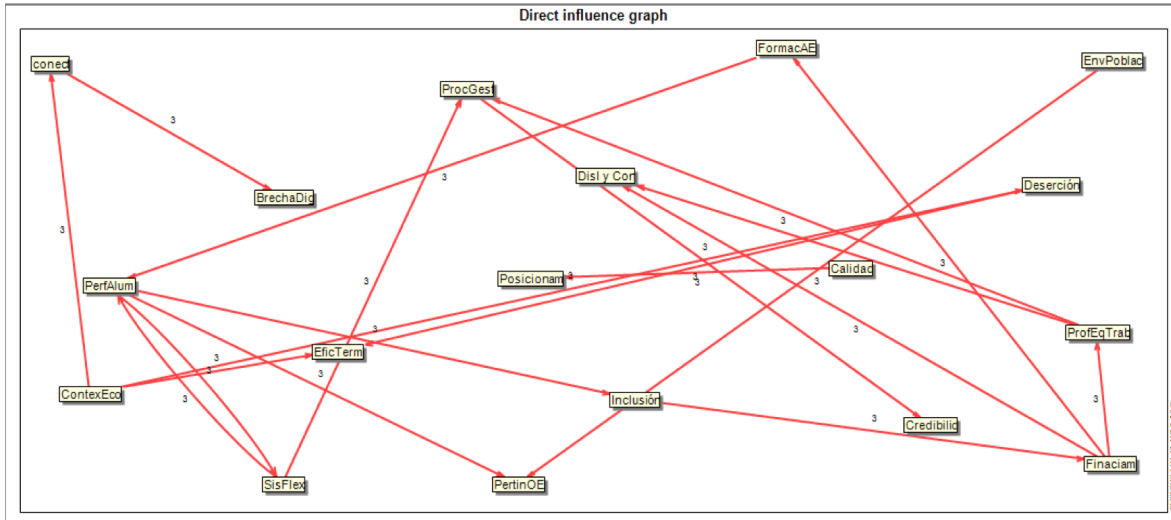 Direct influence graph
FormacAE
conect
EnvPoblac
ProcGest
3
Disl y Con
3
Deserción
BrechaDig
3
3
3
3
Posicionam
3
3
Calidad
3
3
PerfAlum
3
3
ProfEqTrab
EficTerm
3
3
3
3
ContexEco
3
Inclusión
3
3
Credibilid
Finaciam
SisFlex
PertinOE